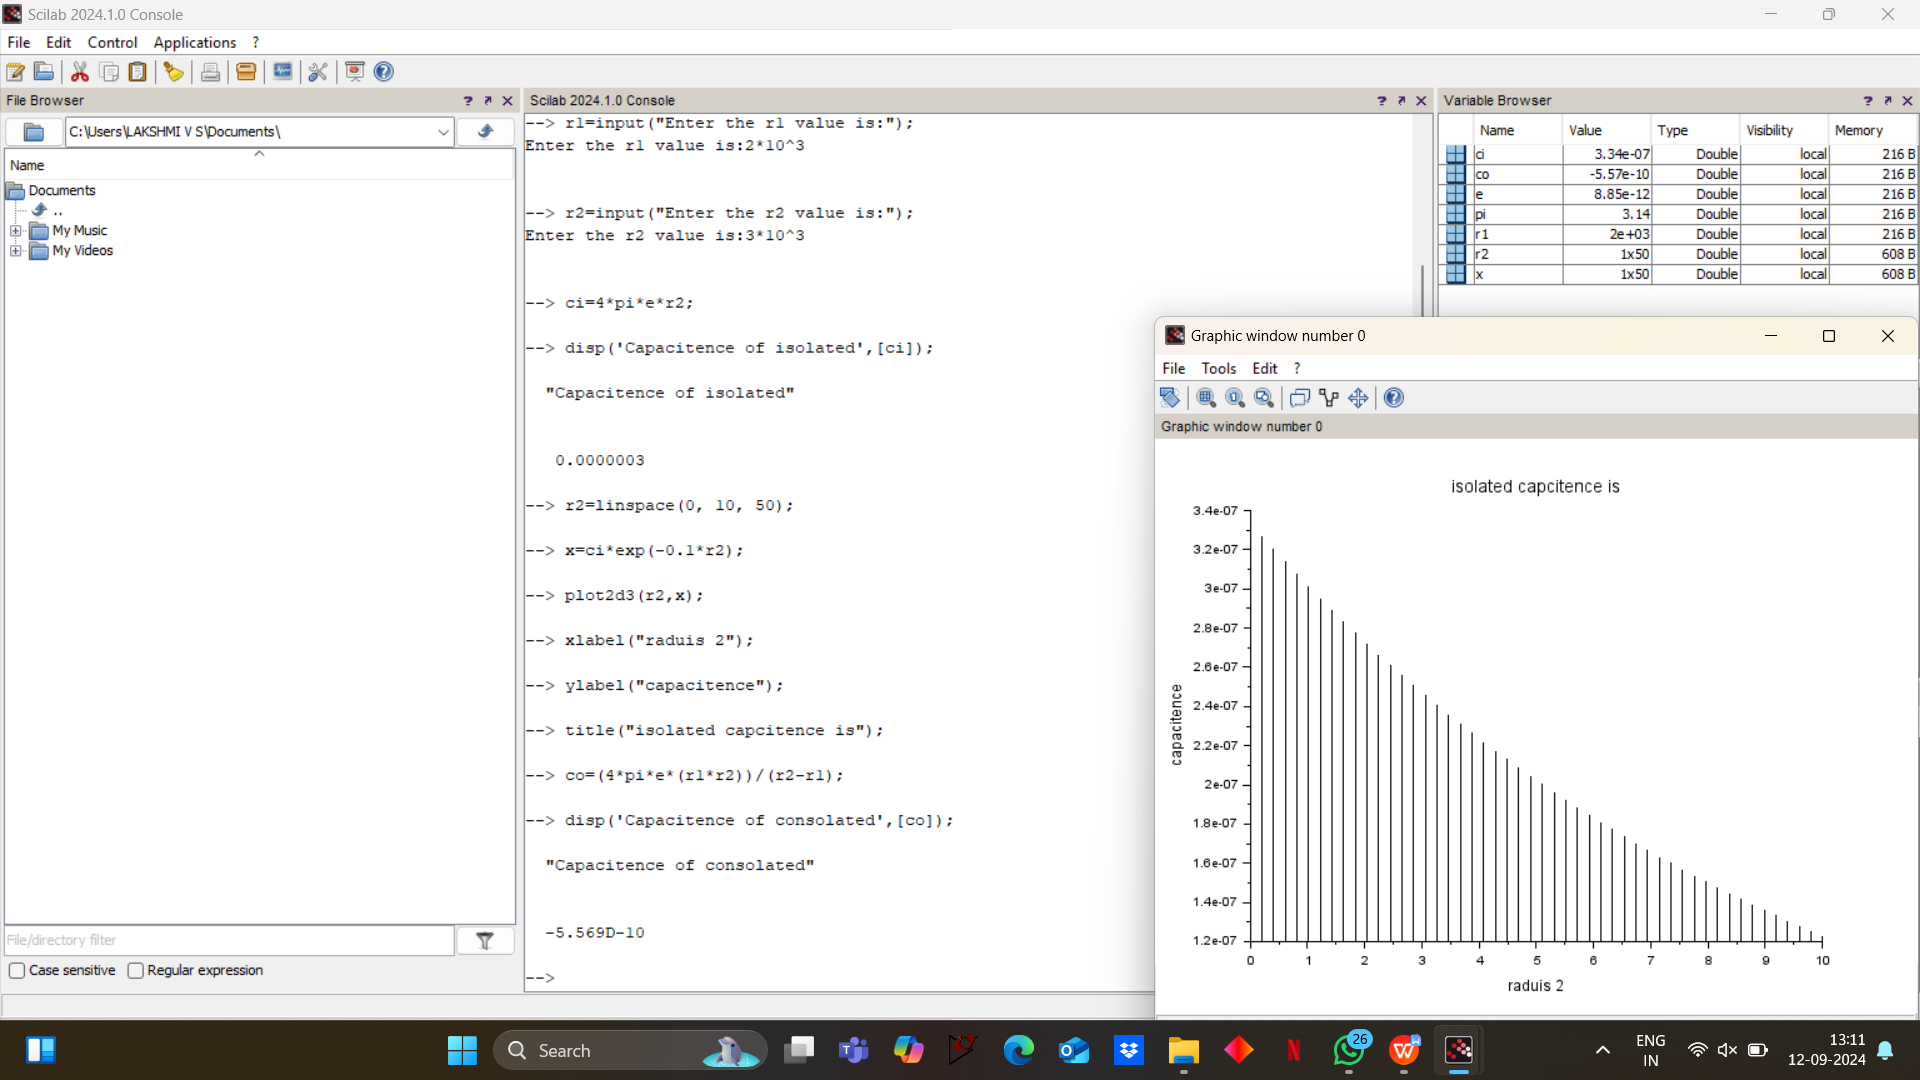 Scilab 2024.1.0 Console
File Edit Control Applications ?
File Browser
C:\Users\LAKSHMI V S\Documents\
Name
Documents
..
My Music
My Videos
File/directory filter
Case sensitive Regular expression
Scilab 2024.1.0 Console
--> r1=input("Enter the r1 value is:");
Enter the r1 value is:2*10^3
--> r2=input("Enter the r2 value is:");
Enter the r2 value is:3*10^3
--> ci=4*pi*e*r2;
--> disp('Capacitence of isolated',[ci]);
"Capacitence of isolated"
0.0000003
--> r2=linspace(0, 10, 50);
--> x=ci*exp(-0.1*r2);
--> plot2d3(r2,x);
--> xlabel("raduis 2");
--> ylabel("capacitence");
--> title("isolated capcitence is");
--> co=(4*pi*e*(r1*r2))/(r2-r1);
--> disp('Capacitence of consolated',[co]);
"Capacitence of consolated"
-5.569D-10
-->
Variable Browser
Name Value Type Visibility Memory
ci 3.34e-07 Double local 216 B
co -5.57e-10 Double local 216 B
e 8.85e-12 Double local 216 B
pi 3.14 Double local 216 B
r1 2e+03 Double local 216 B
r2 1x50 Double local 608 B
x 1x50 Double local 608 B
Graphic window number 0
File Tools Edit ?
Graphic window number 0
isolated capcitence is
3.4e-07
3.2e-07
3e-07
2.8e-07
2.6e-07
2.4e-07
2.2e-07
2e-07
1.8e-07
1.6e-07
1.4e-07
1.2e-07
capacitence
0 1 2 3 4 5 6 7 8 9 10
raduis 2
Search
26
ENG
IN
13:11
12-09-2024